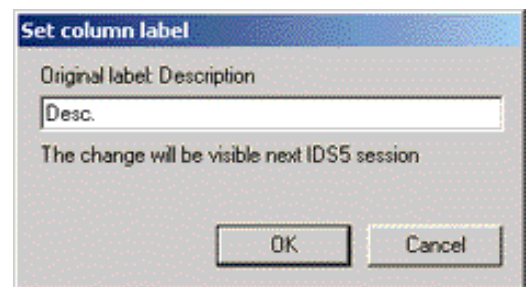 Set column label
Original label: Description
Desc.
The change will be visible next IDS5 session
OK Cancel